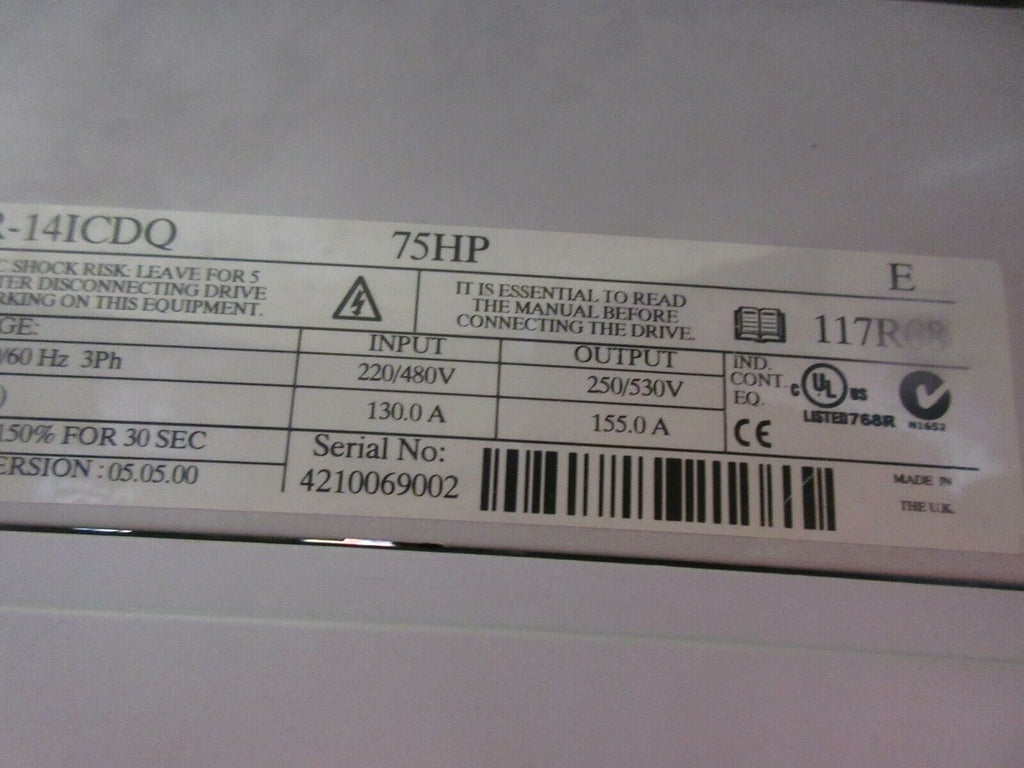 -14ICDQ
75HP
E
C SHOCK RISK: LEAVE FOR 5
TER DISCONNECTING DRIVE
RKING ON THIS EQUIPMENT.
IT IS ESSENTIAL TO READ
THE MANUAL BEFORE
CONNECTING THE DRIVE.
117R
GE:
INPUT
OUTPUT
/60 Hz 3Ph
220/480V
250/530V
)
130.0 A
155.0 A
IND.
CONT.
EQ.
C UL US
LISTED 768R
N1652
CE
150% FOR 30 SEC
ERSION : 05.05.00
Serial No:
4210069002
MADE IN
THE U.K.